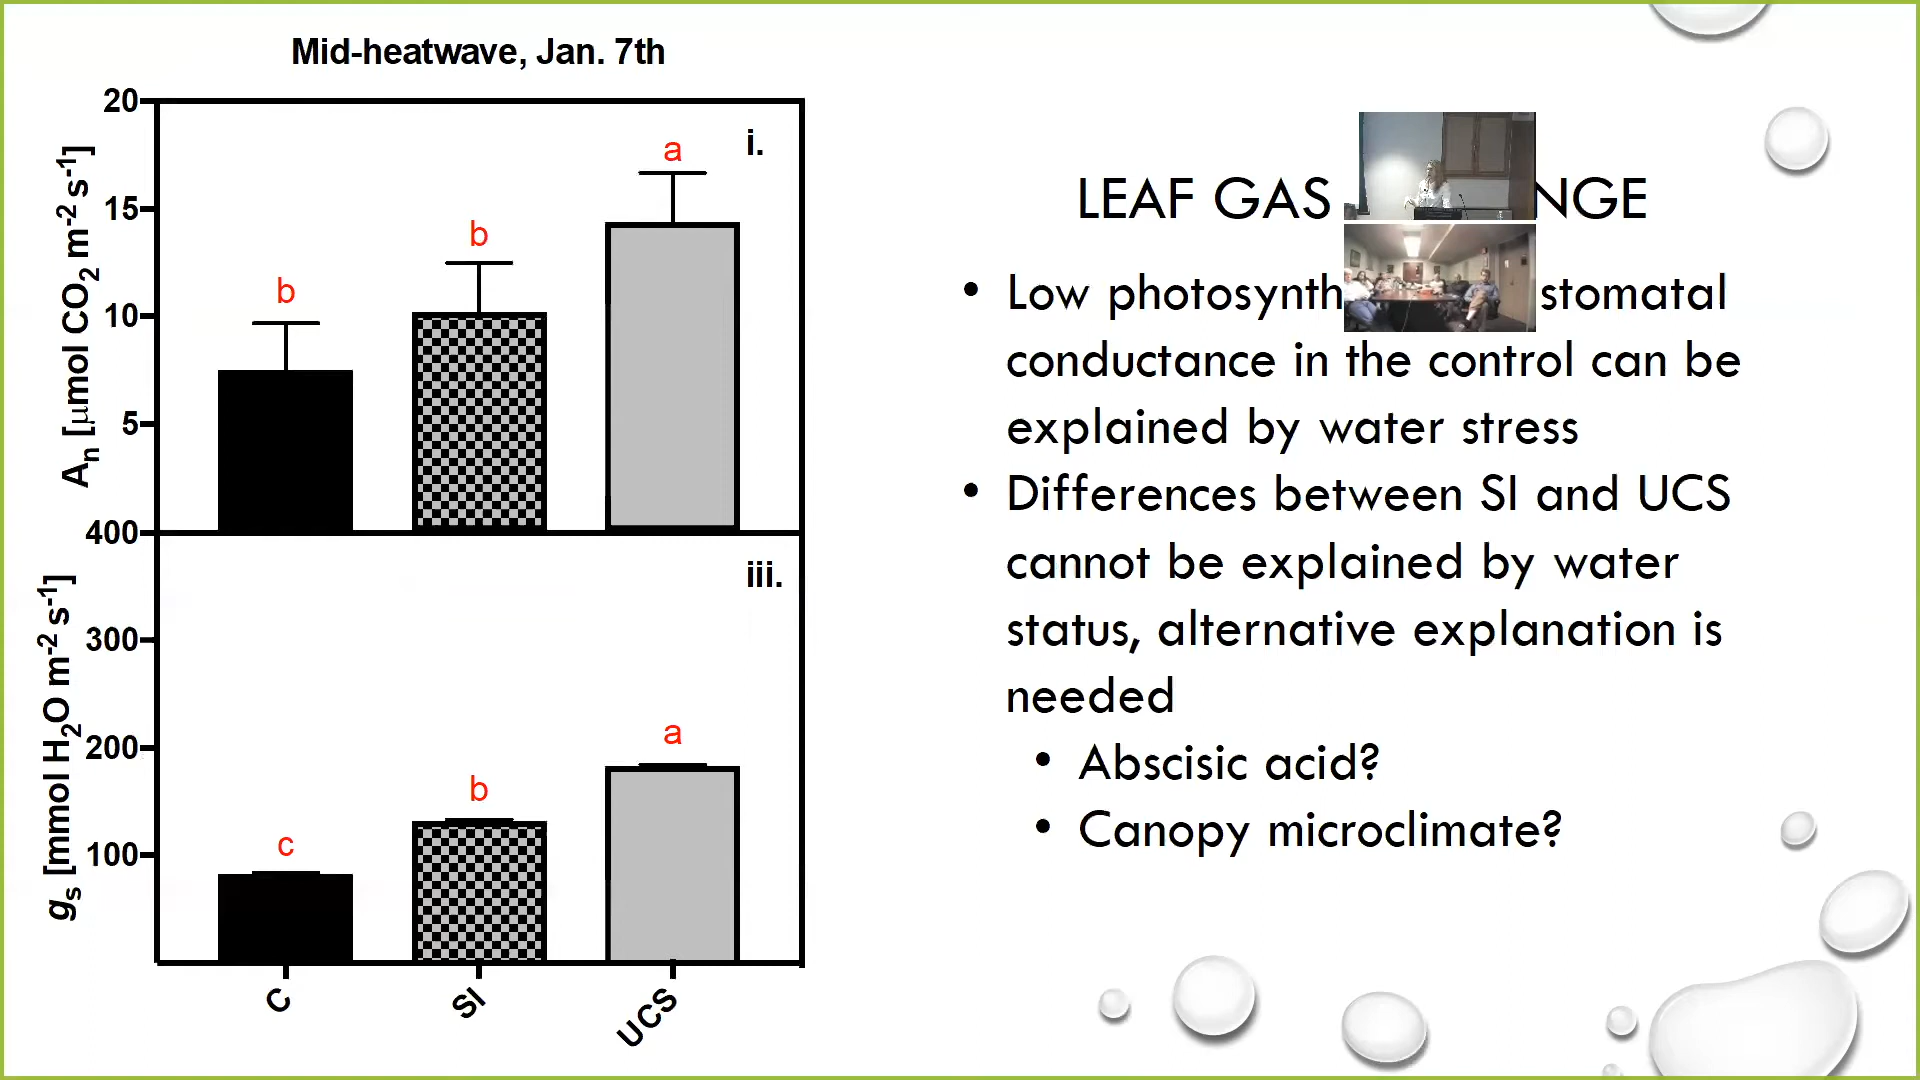 Mid-heatwave, Jan. 7th
20
15
10
5
400
300
200
100
Aₙ [μmol CO₂ m⁻² s⁻¹]
gₛ [mmol H₂O m⁻² s⁻¹]
i.
b
b
a
iii.
c
b
a
C
SI
UCS
LEAF GAS NGE
• Low photosynth stomatal
conductance in the control can be
explained by water stress
• Differences between SI and UCS
cannot be explained by water
status, alternative explanation is
needed
• Abscisic acid?
• Canopy microclimate?